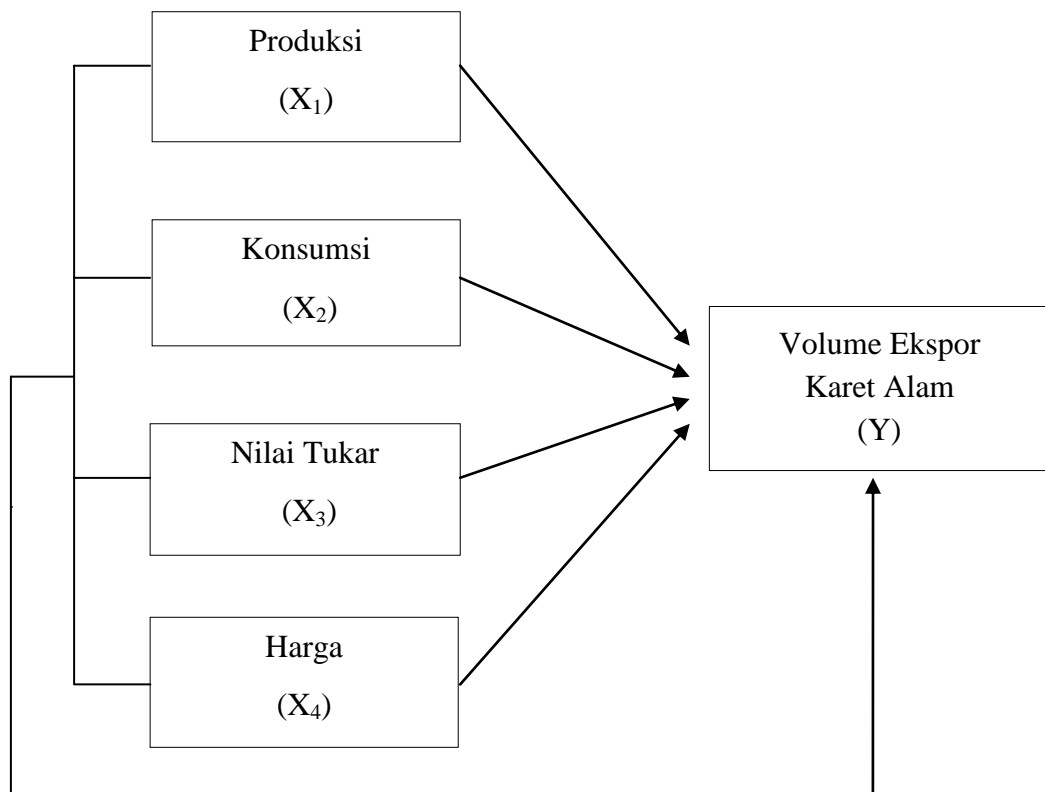 Produksi
(X₁)
Konsumsi
(X₂)
Nilai Tukar
(X₃)
Harga
(X₄)
Volume Ekspor
Karet Alam
(Y)